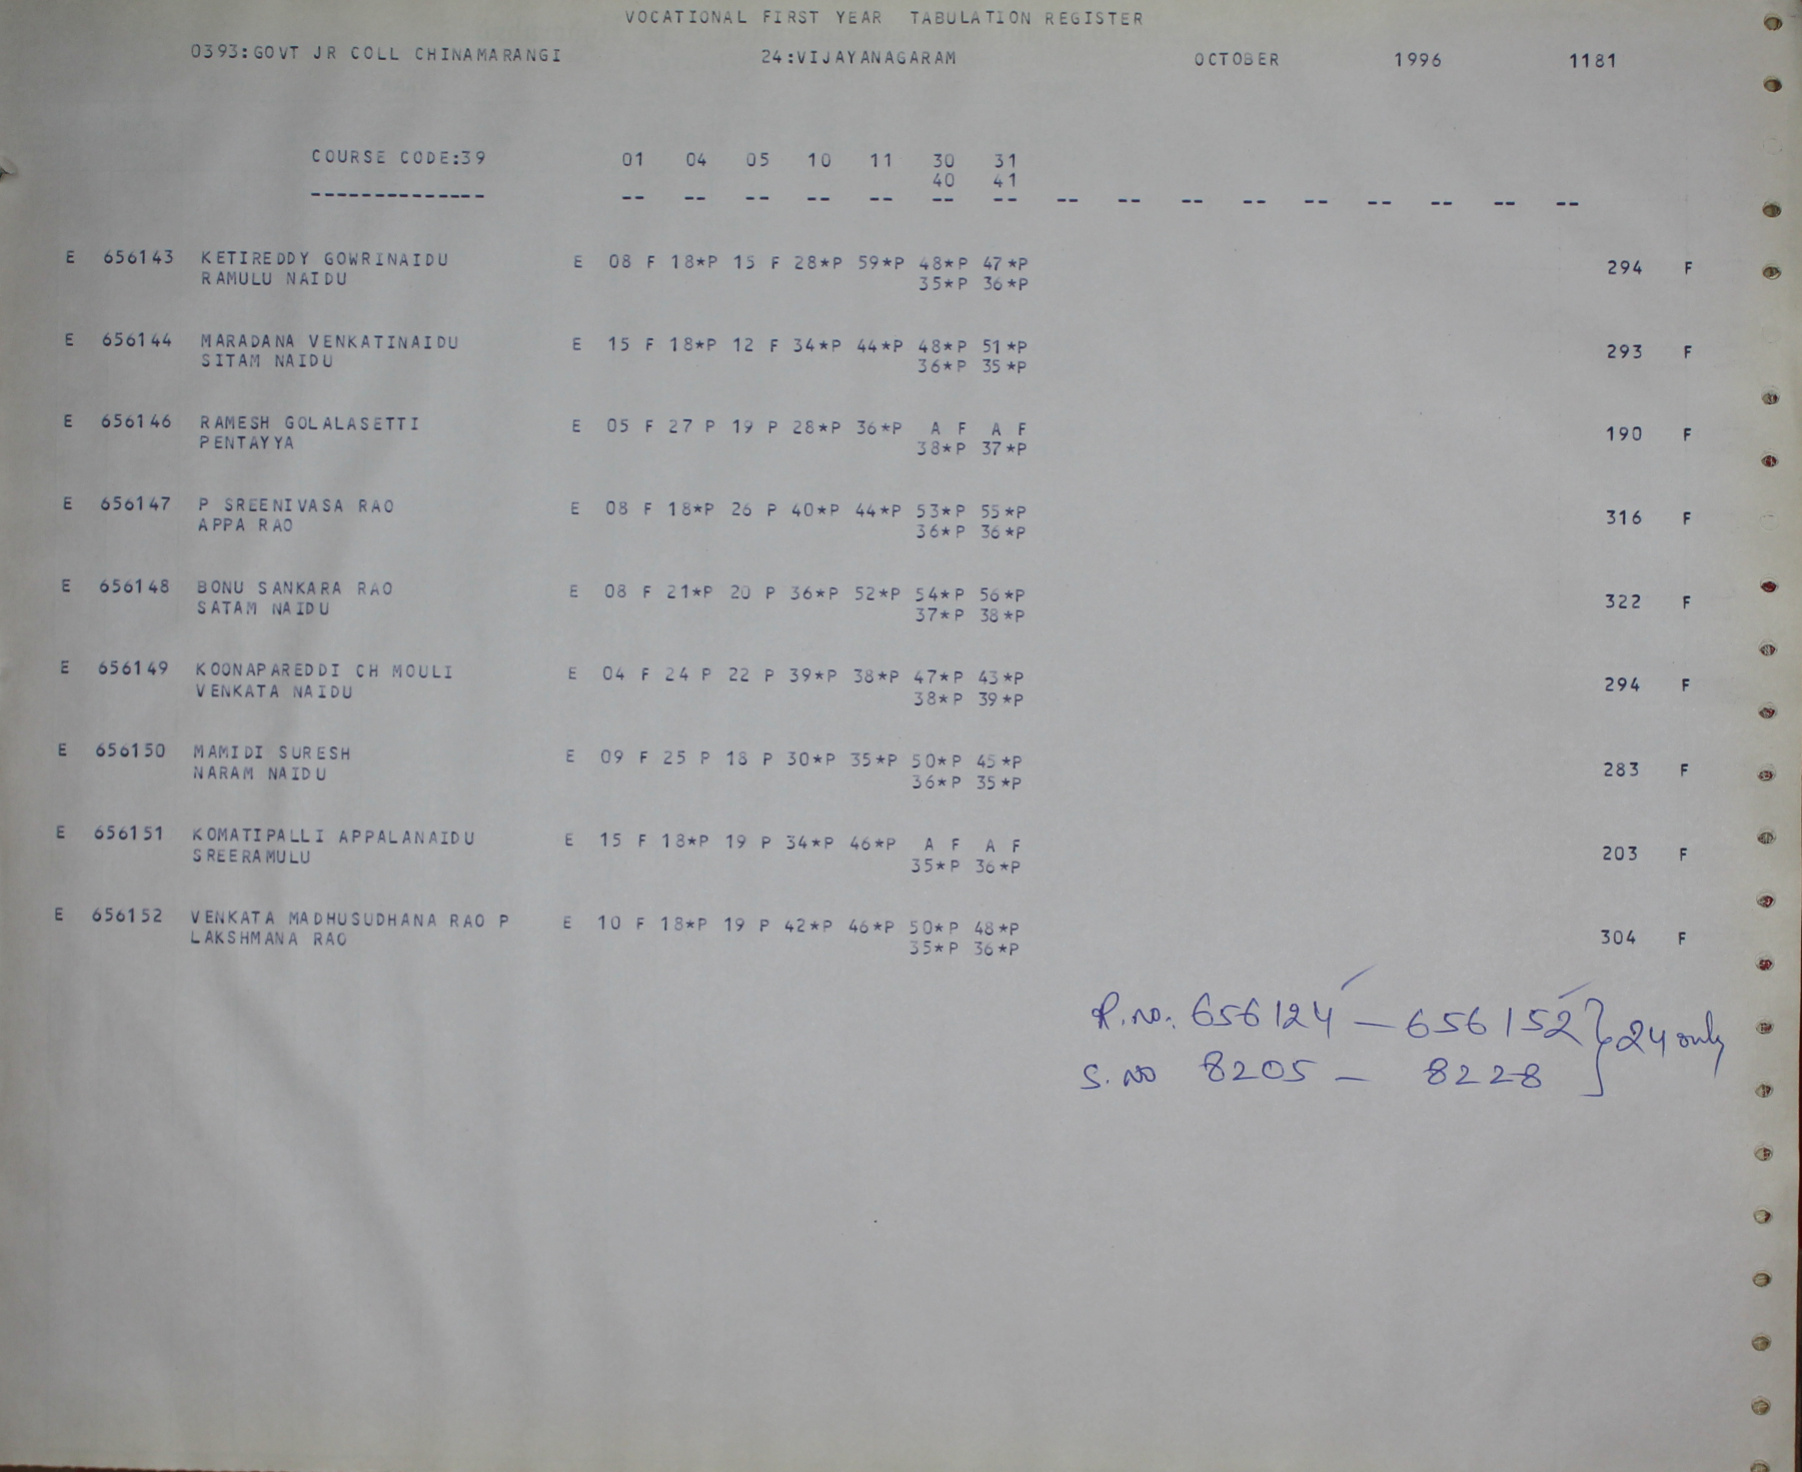 VOCATIONAL FIRST YEAR TABULATION REGISTER
0393:GOVT JR COLL CHINAMARANGI 24:VIJAYANAGARAM OCTOBER 1996 1181
COURSE CODE:39 01 04 05 10 11 30 31
40 41
-------------- -- -- -- -- -- -- -- -- -- -- -- -- -- -- -- --
E 656143 KETIREDDY GOWRINAIDU E 08 F 18*P 15 F 28*P 59*P 48*P 47*P 294 F
RAMULU NAIDU 35*P 36*P
E 656144 MARADANA VENKATINAIDU E 15 F 18*P 12 F 34*P 44*P 48*P 51*P 293 F
SITAM NAIDU 36*P 35*P
E 656146 RAMESH GOLALASETTI E 05 F 27 P 19 P 28*P 36*P A F A F 190 F
PENTAYYA 38*P 37*P
E 656147 P SREENIVASA RAO E 08 F 18*P 26 P 40*P 44*P 53*P 55*P 316 F
APPA RAO 36*P 36*P
E 656148 BONU SANKARA RAO E 08 F 21*P 20 P 36*P 52*P 54*P 56*P 322 F
SATAM NAIDU 37*P 38*P
E 656149 KOONAPAREDDI CH MOULI E 04 F 24 P 22 P 39*P 38*P 47*P 43*P 294 F
VENKATA NAIDU 38*P 39*P
E 656150 MAMIDI SURESH E 09 F 25 P 18 P 30*P 35*P 50*P 45*P 283 F
NARAM NAIDU 36*P 35*P
E 656151 KOMATIPALLI APPALANAIDU E 15 F 18*P 19 P 34*P 46*P A F A F 203 F
SREERAMULU 35*P 36*P
E 656152 VENKATA MADHUSUDHANA RAO P E 10 F 18*P 19 P 42*P 46*P 50*P 48*P 304 F
LAKSHMANA RAO 35*P 36*P
R.no: 656124 — 656152 } 24 only
S.NO 8205 — 8228